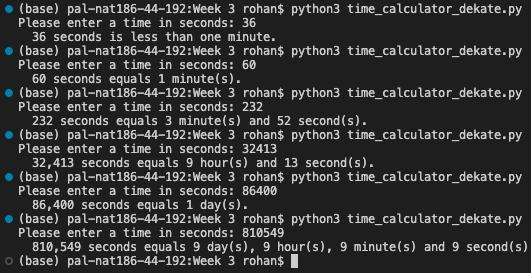 (base) pal-nat186-44-192:Week 3 rohan$ python3 time_calculator_dekate.py
Please enter a time in seconds: 36
36 seconds is less than one minute.
(base) pal-nat186-44-192:Week 3 rohan$ python3 time_calculator_dekate.py
Please enter a time in seconds: 60
60 seconds equals 1 minute(s).
(base) pal-nat186-44-192:Week 3 rohan$ python3 time_calculator_dekate.py
Please enter a time in seconds: 232
232 seconds equals 3 minute(s) and 52 second(s).
(base) pal-nat186-44-192:Week 3 rohan$ python3 time_calculator_dekate.py
Please enter a time in seconds: 32413
32,413 seconds equals 9 hour(s) and 13 second(s).
(base) pal-nat186-44-192:Week 3 rohan$ python3 time_calculator_dekate.py
Please enter a time in seconds: 86400
86,400 seconds equals 1 day(s).
(base) pal-nat186-44-192:Week 3 rohan$ python3 time_calculator_dekate.py
Please enter a time in seconds: 810549
810,549 seconds equals 9 day(s), 9 hour(s), 9 minute(s) and 9 second(s)
(base) pal-nat186-44-192:Week 3 rohan$